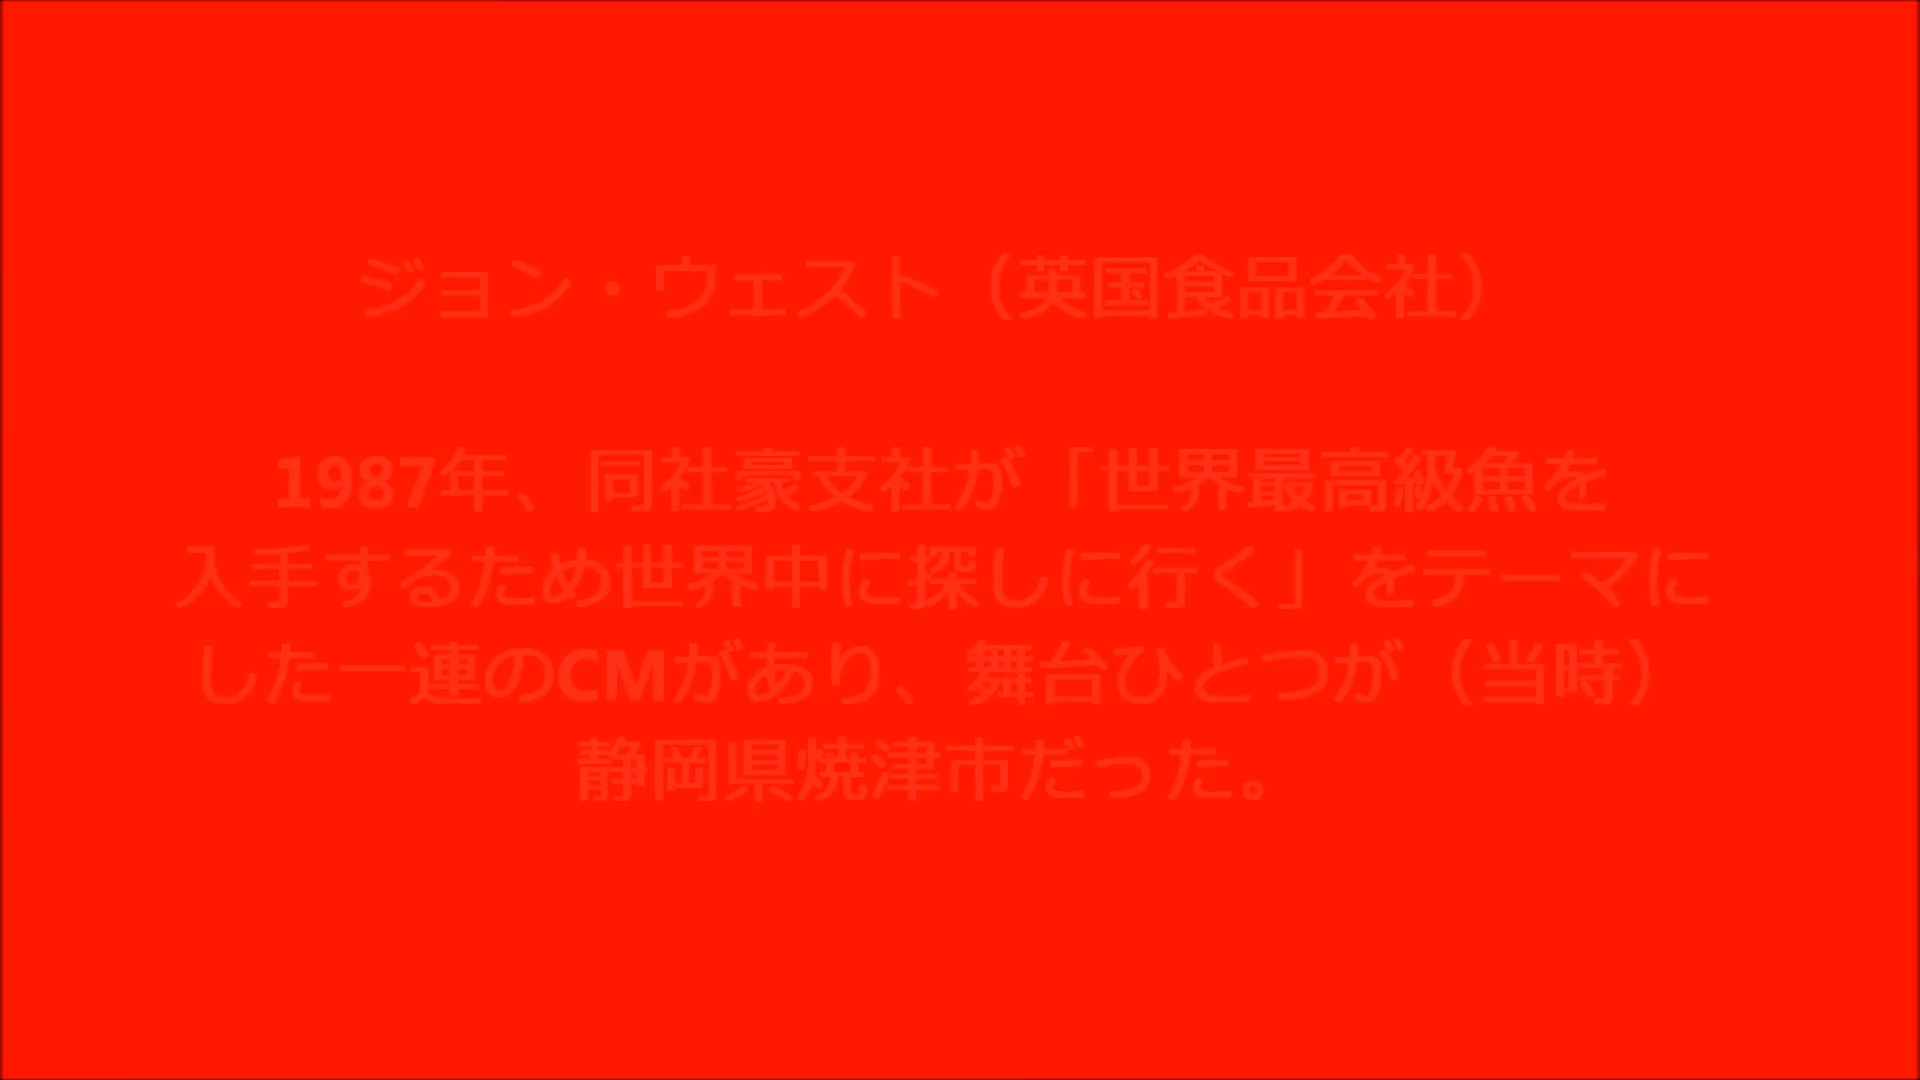 ジョン・ウェスト（英国食品会社）
1987年、同社豪支社が「世界最高級魚を
入手するため世界中に探しに行く」をテーマに
した一連のCMがあり、舞台ひとつが（当時）
静岡県焼津市だった。